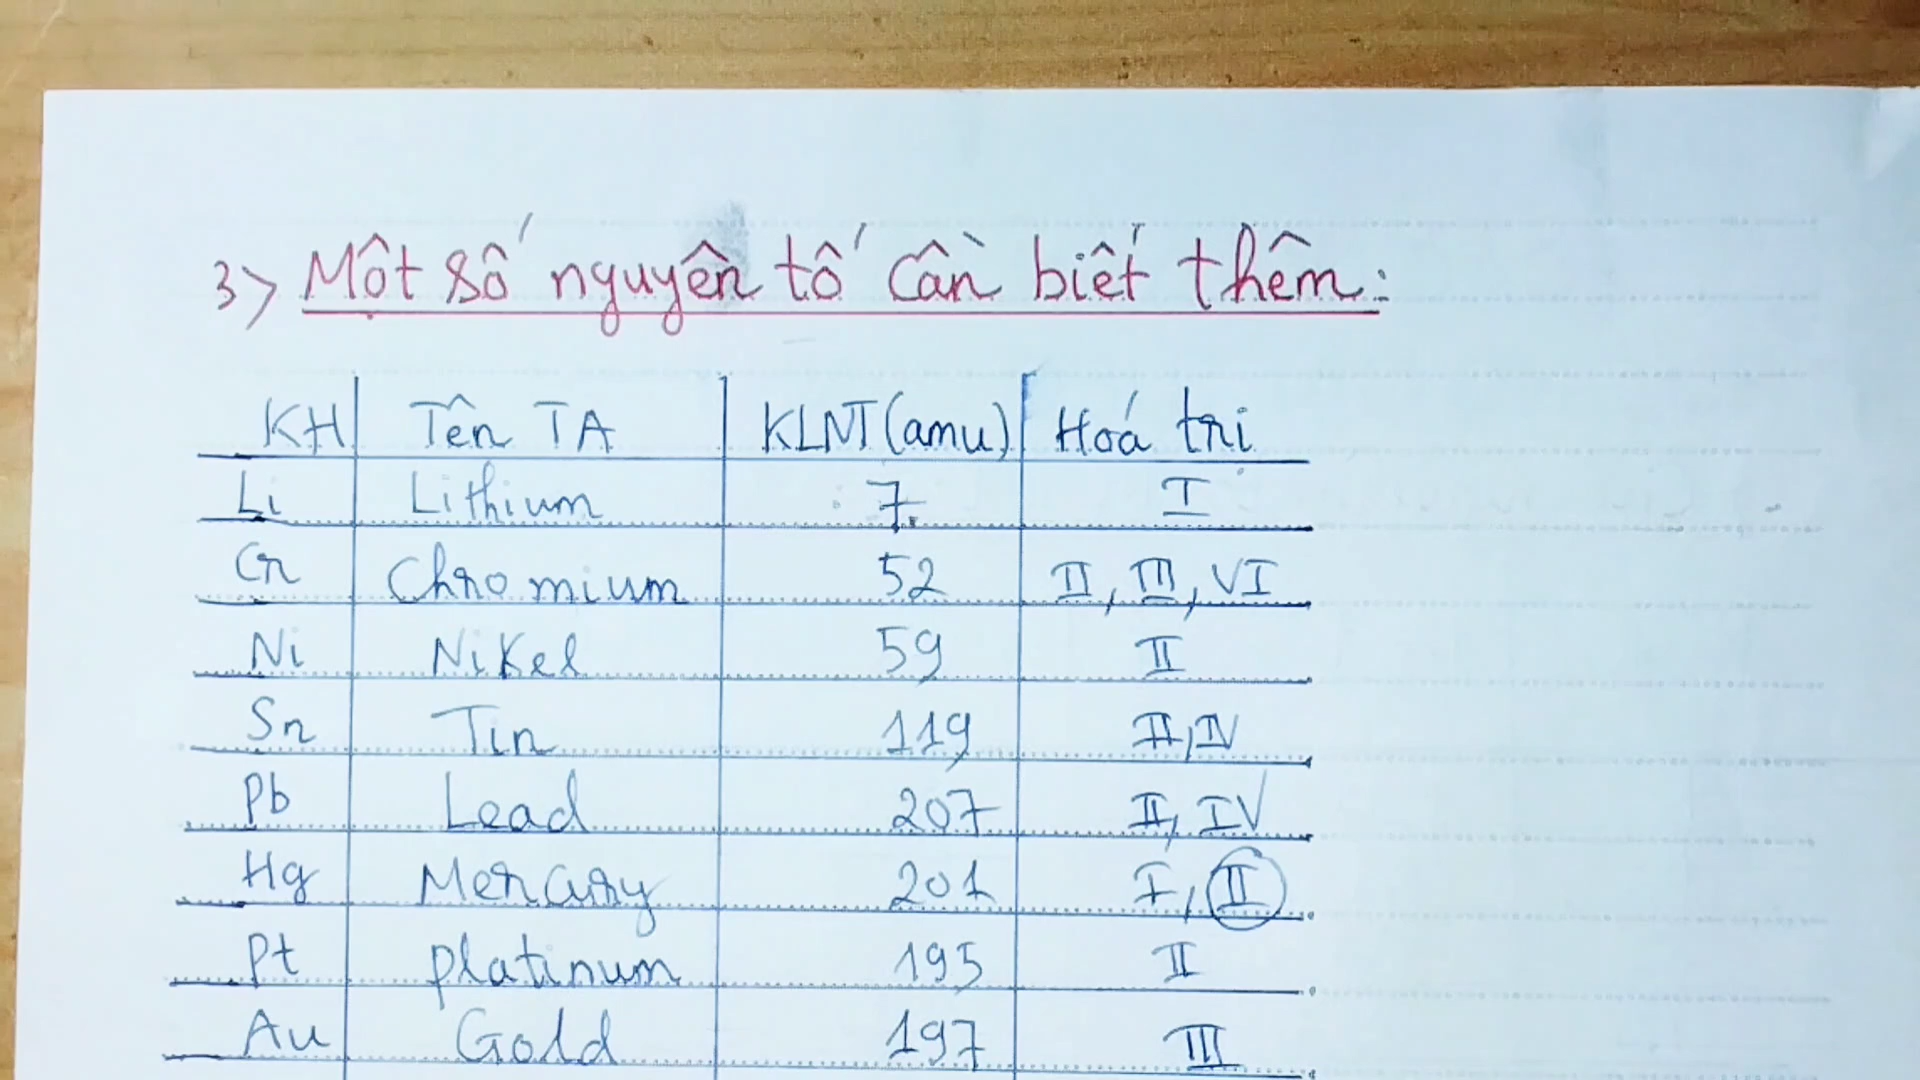 3> Một số nguyên tố cần biết thêm:
KH Tên TA KLNT(amu) Hoá trị
Li Lithium 7 I
Cr Chromium 52 II, III, VI
Ni Nikel 59 II
Sn Tin 119 II, IV
Pb Lead 207 II, IV
Hg Mercury 201 I, II
Pt platinum 195 II
Au Gold 197 III